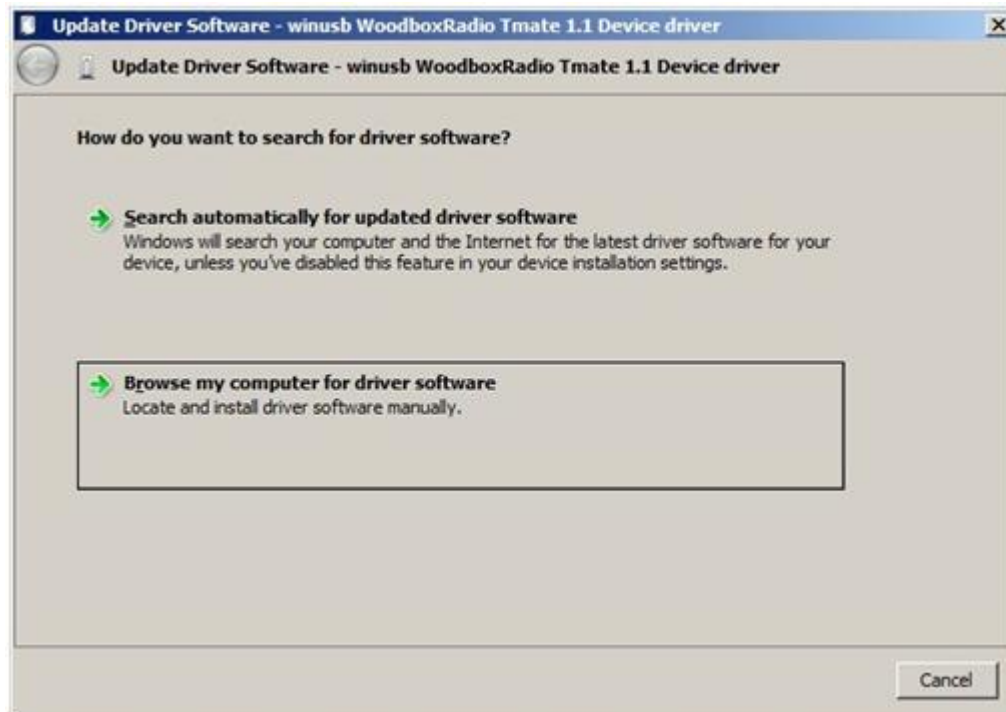 Update Driver Software - winusb WoodboxRadio Tmate 1.1 Device driver
Update Driver Software - winusb WoodboxRadio Tmate 1.1 Device driver
How do you want to search for driver software?
Search automatically for updated driver software
Windows will search your computer and the Internet for the latest driver software for your
device, unless you've disabled this feature in your device installation settings.
Browse my computer for driver software
Locate and install driver software manually.
Cancel